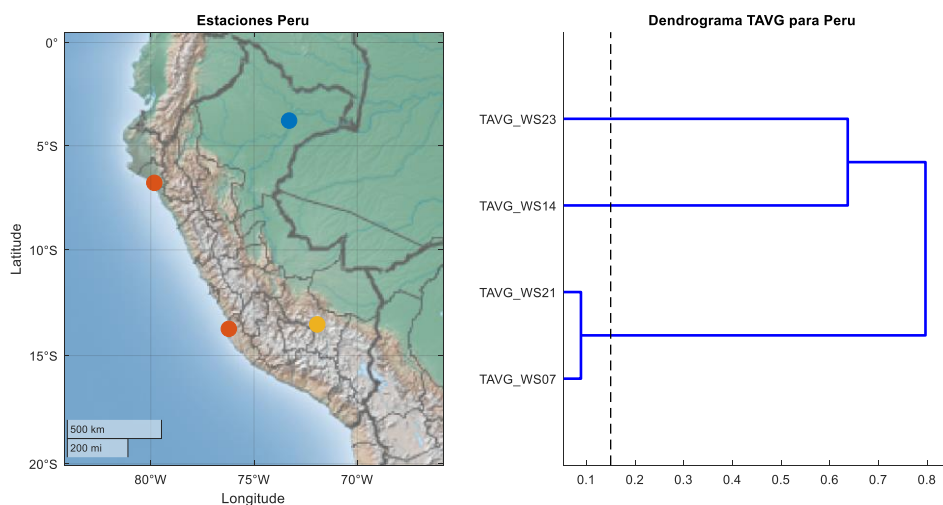 Estaciones Peru
0°
5°S
10°S
15°S
20°S
Latitude
500 km
200 mi
80°W
75°W
70°W
Longitude
Dendrograma TAVG para Peru
TAVG_WS23
TAVG_WS14
TAVG_WS21
TAVG_WS07
0.1
0.2
0.3
0.4
0.5
0.6
0.7
0.8